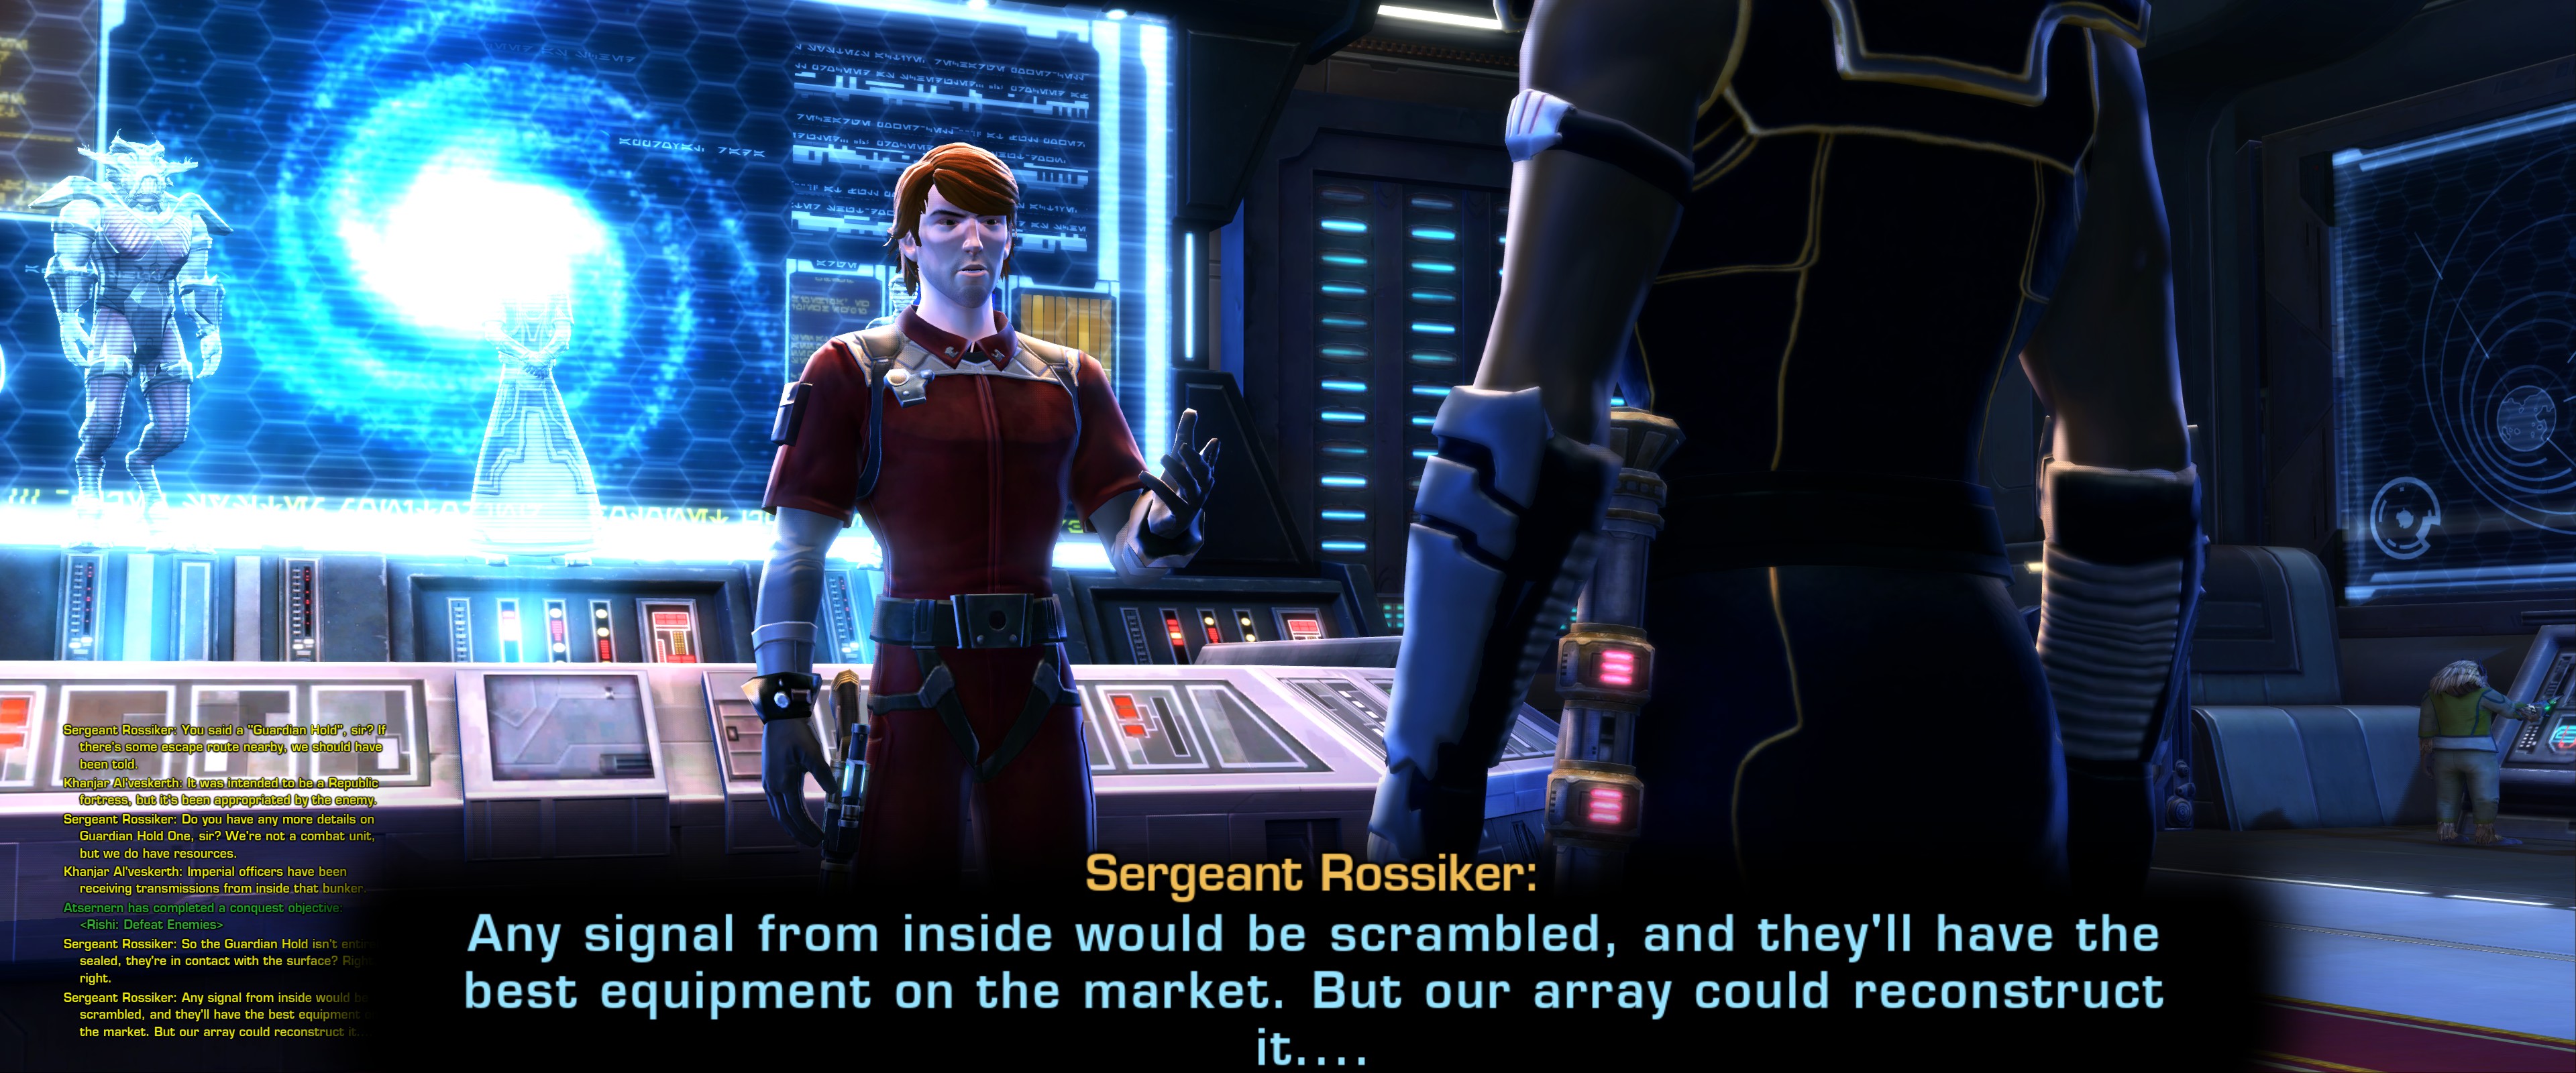 Sergeant Rossiker: You said a "Guardian Hold", sir? If
there's some escape route nearby, we should have
been told.
Khanjar Al'veskerth: It was intended to be a Republic
fortress, but it's been appropriated by the enemy.
Sergeant Rossiker: Do you have any more details on
Guardian Hold One, sir? We're not a combat unit,
but we do have resources.
Khanjar Al'veskerth: Imperial officers have been
receiving transmissions from inside that bunker.
Atsernern has completed a conquest objective:
<Rishi: Defeat Enemies>
Sergeant Rossiker: So the Guardian Hold isn't
sealed, they're in contact with the surface? Right,
right.
Sergeant Rossiker: Any signal from inside would be
scrambled, and they'll have the best equipment
the market. But our array could reconstruct it....
Sergeant Rossiker:
Any signal from inside would be scrambled, and they'll have the
best equipment on the market. But our array could reconstruct
it....